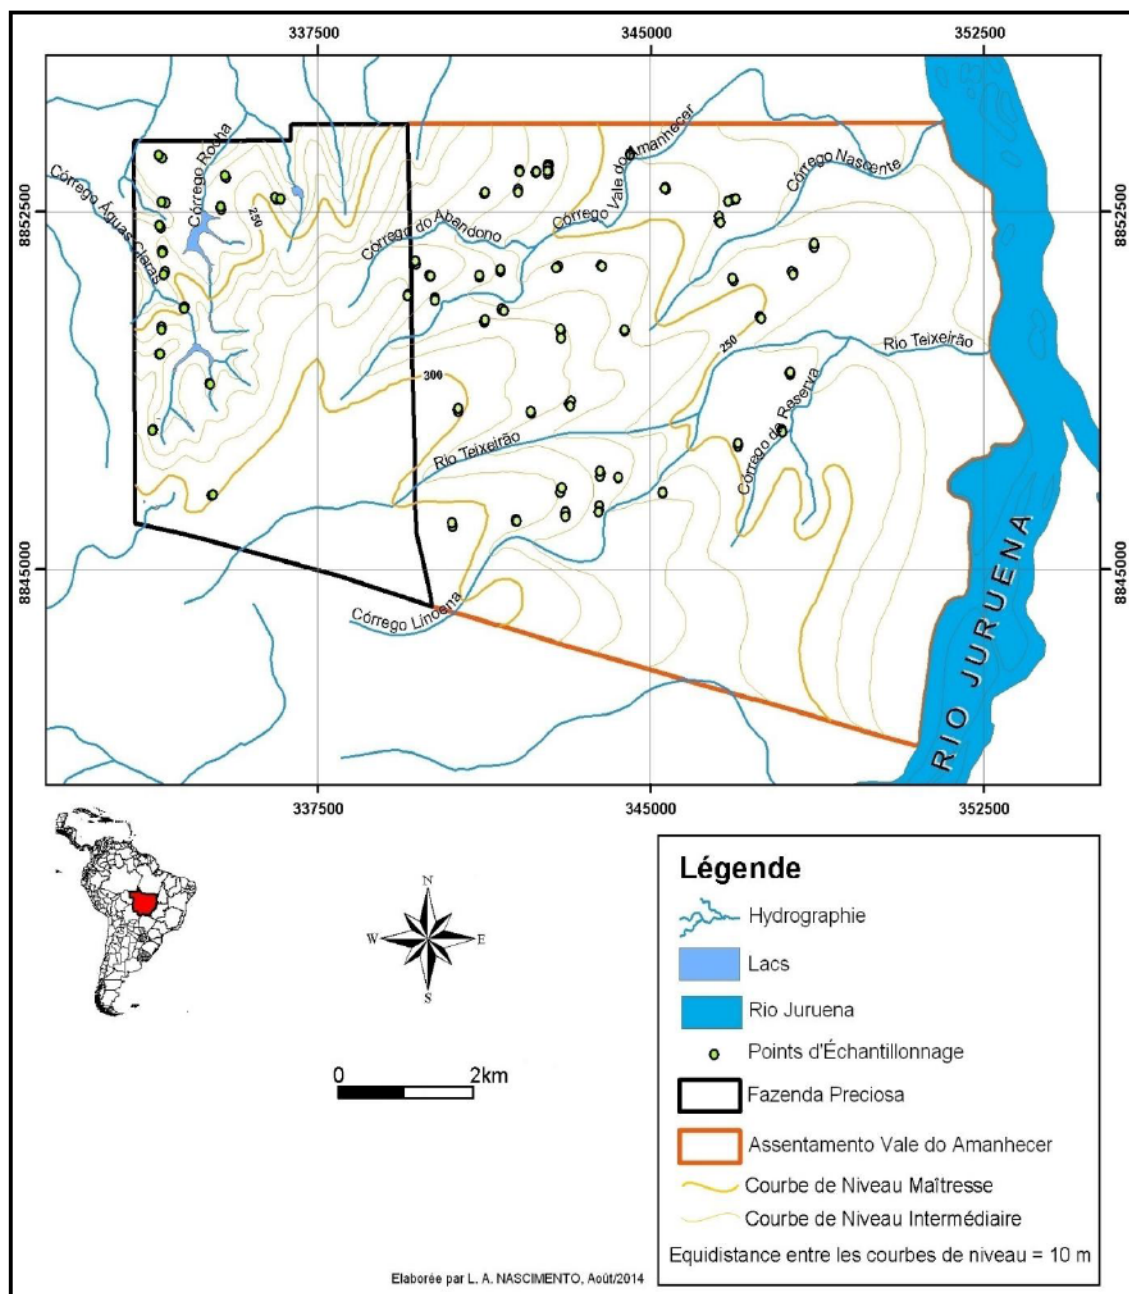 337500
345000
352500
8852500
8852500
8845000
8845000
Córrego Rocha
Córrego Águas Claras
250
Córrego do Abandono
Córrego Vale do Amanhecer
Córrego Nascente
Rio Teixeirão
250
300
Rio Teixeirão
Córrego da Reserva
Córrego Linoena
RIO JURUENA
337500
345000
352500
N
W
E
S
0
2km
Légende
Hydrographie
Lacs
Rio Juruena
Points d'Échantillonnage
Fazenda Preciosa
Assentamento Vale do Amanhecer
Courbe de Niveau Maîtresse
Courbe de Niveau Intermédiaire
Equidistance entre les courbes de niveau = 10 m
Elaborée par L. A. NASCIMENTO, Août/2014